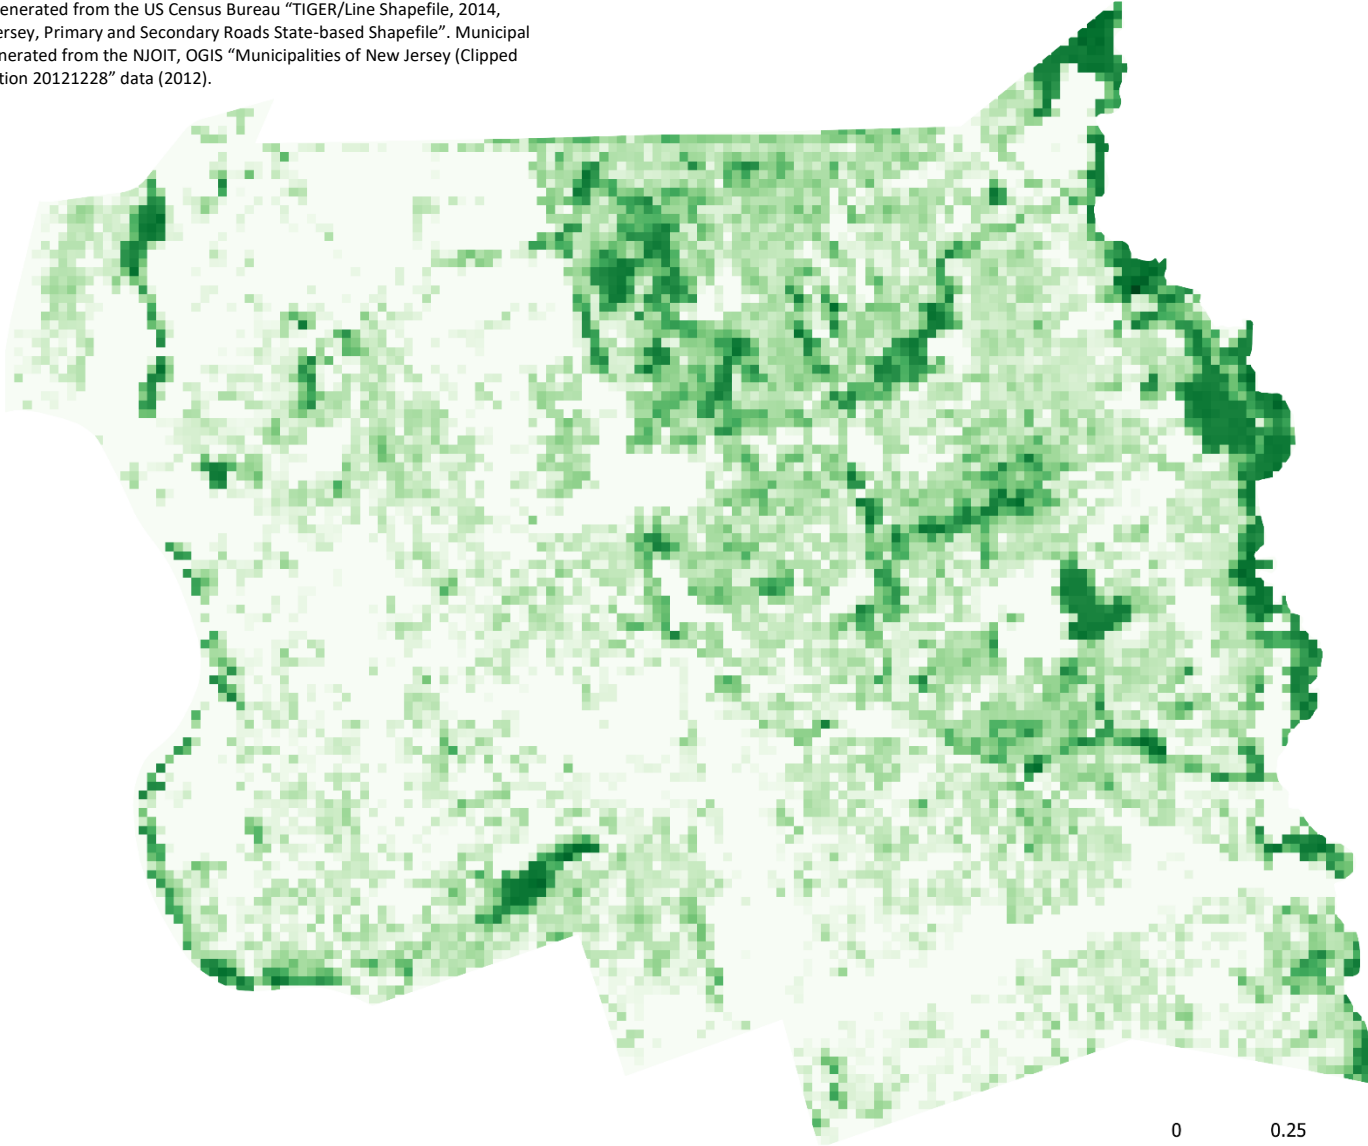 enerated from the US Census Bureau “TIGER/Line Shapefile, 2014,
ersey, Primary and Secondary Roads State-based Shapefile”. Municipal
nerated from the NJOIT, OGIS “Municipalities of New Jersey (Clipped
tion 20121228” data (2012).
0 0.25